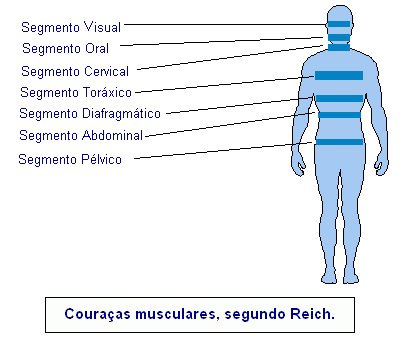 Segmento Visual
Segmento Oral
Segmento Cervical
Segmento Toráxico
Segmento Diafragmático
Segmento Abdominal
Segmento Pélvico
Couraças musculares, segundo Reich.